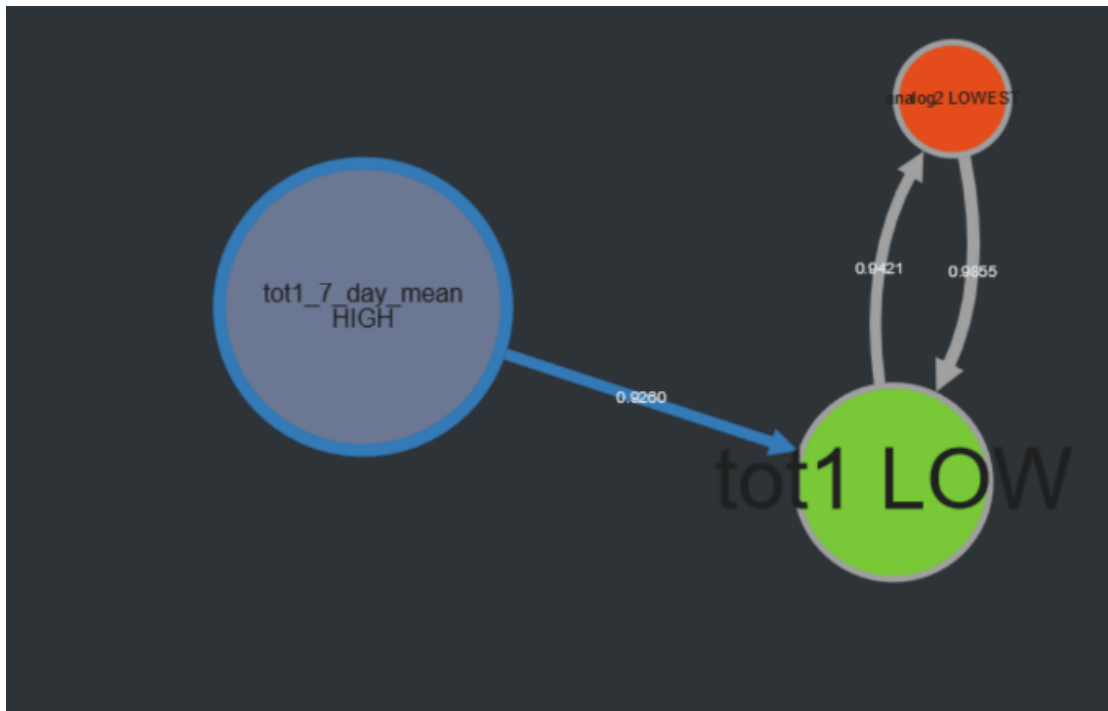 analog2 LOWEST
tot1_7_day_mean
HIGH
0.9421
0.9855
0.9260
tot1 LOW